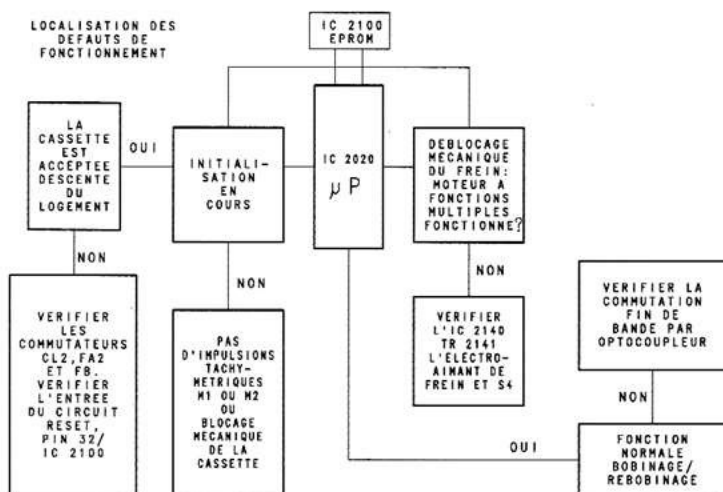 LOCALISATION DES
DEFAUTS DE
FONCTIONNEMENT
IC 2100
EPROM
LA
CASSETTE
EST
ACCEPTEE
DESCENTE
DU
LOGEMENT
OUI
INITIALI-
SATION
EN
COURS
IC 2020
µP
DEBLOCAGE
MECANIQUE
DU FREIN:
MOTEUR A
FONCTIONS
MULTIPLES
FONCTIONNE?
NON
NON
NON
VERIFIER
LES
COMMUTATEURS
CL2,FA2
ET FB.
VERIFIER
L'ENTREE
DU CIRCUIT
RESET,
PIN 32/
IC 2100
PAS
D'IMPULSIONS
TACHY-
METRIQUES
M1 OU M2
OU
BLOCAGE
MECANIQUE
DE LA
CASSETTE
VERIFIER
L'IC 2140
TR 2141
L'ÉLECTRO-
AIMANT DE
FREIN ET S4
VERIFIER LA
COMMUTATION
FIN DE
BANDE PAR
OPTOCOUPLEUR
NON
OUI
FONCTION
NORMALE
BOBINAGE/
REBOBINAGE